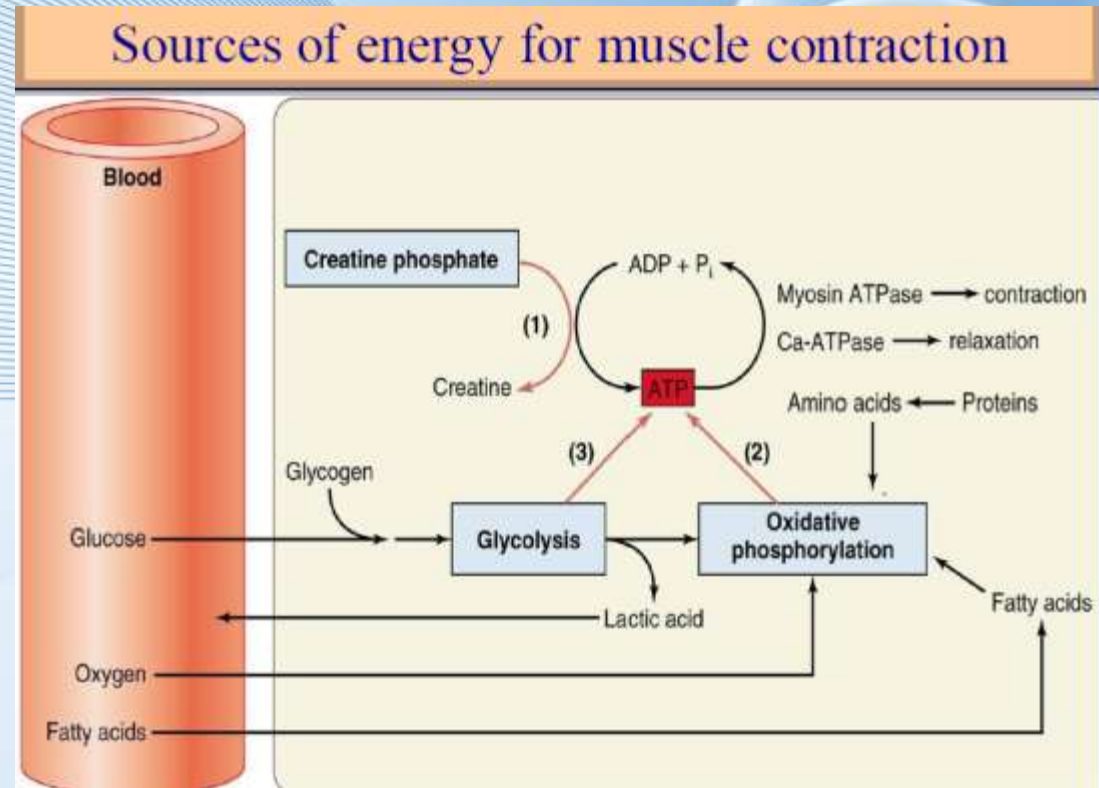 Sources of energy for muscle contraction
Blood
Creatine phosphate
ADP + Pi
Myosin ATPase → contraction
(1)
Ca-ATPase → relaxation
Creatine
ATP
Amino acids ← Proteins
(3)
(2)
Glycogen
Glucose
Glycolysis
Oxidative
phosphorylation
Fatty acids
Lactic acid
Oxygen
Fatty acids